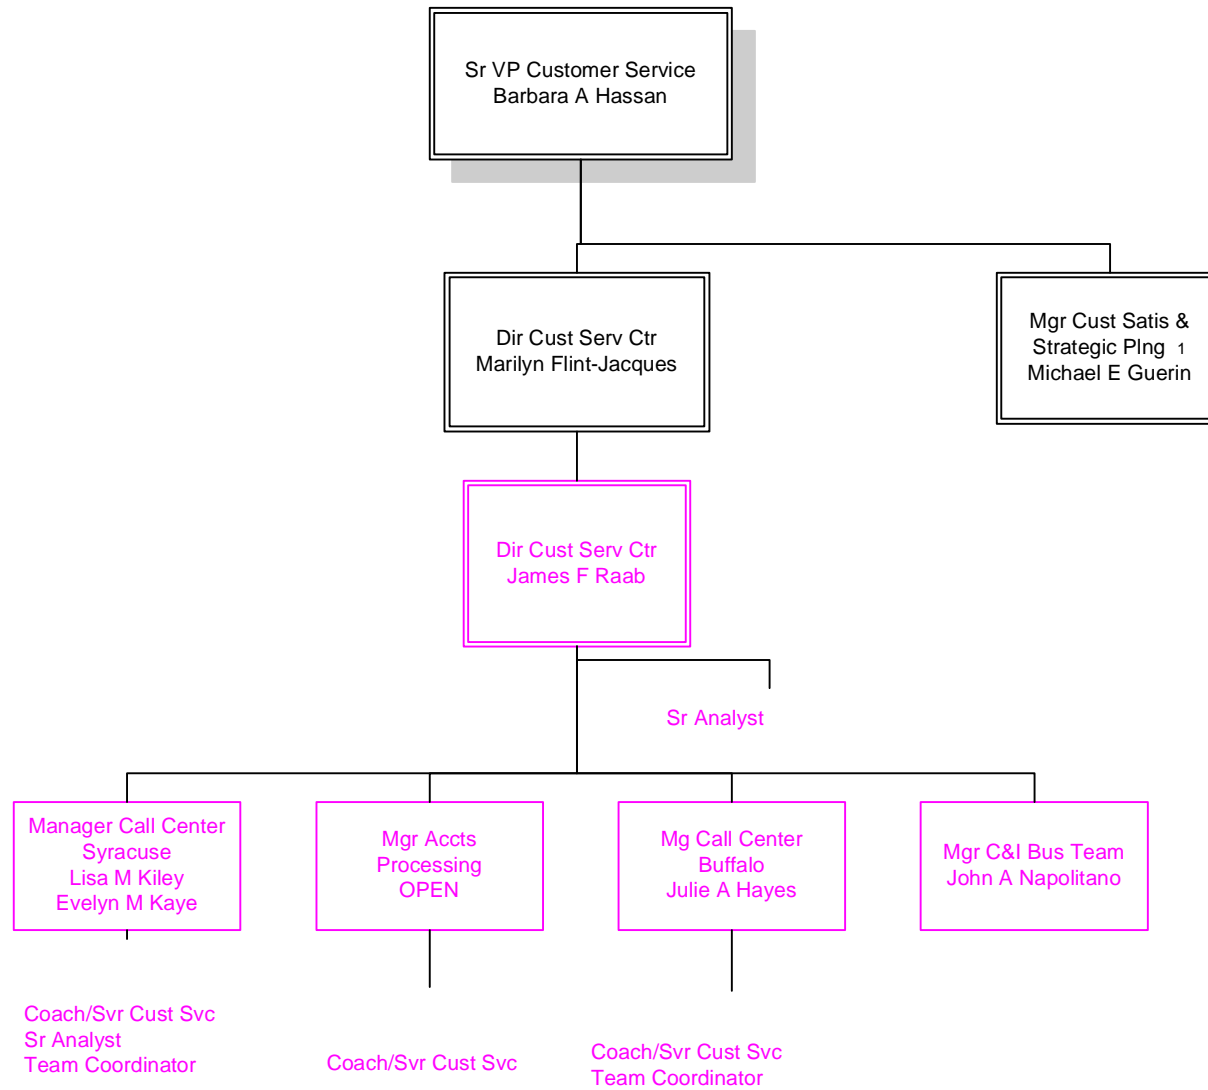 Sr VP Customer Service
Barbara A Hassan
Dir Cust Serv Ctr
Marilyn Flint-Jacques
Mgr Cust Satis &
Strategic Plng 1
Michael E Guerin
Dir Cust Serv Ctr
James F Raab
Sr Analyst
Manager Call Center
Syracuse
Lisa M Kiley
Evelyn M Kaye
Mgr Accts
Processing
OPEN
Mg Call Center
Buffalo
Julie A Hayes
Mgr C&I Bus Team
John A Napolitano
Coach/Svr Cust Svc
Sr Analyst
Team Coordinator
Coach/Svr Cust Svc
Coach/Svr Cust Svc
Team Coordinator